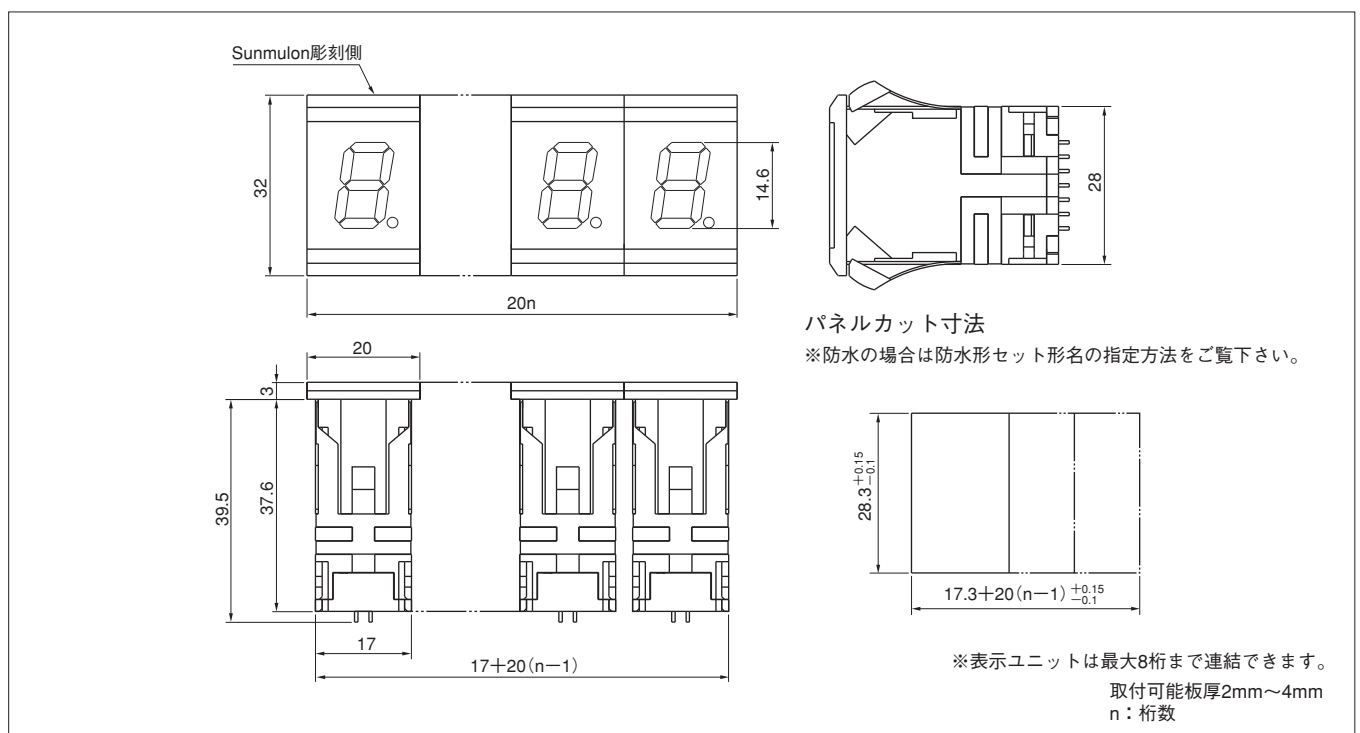 Sunmulon彫刻側
32
14.6
28
20n
パネルカット寸法
※防水の場合は防水形セット形名の指定方法をご覧下さい。
20
3
39.5
37.6
28.3 +0.15 −0.1
17.3+20(n−1) +0.15 −0.1
17
17+20(n−1)
※表示ユニットは最大8桁まで連結できます。
取付可能板厚2mm〜4mm
n：桁数